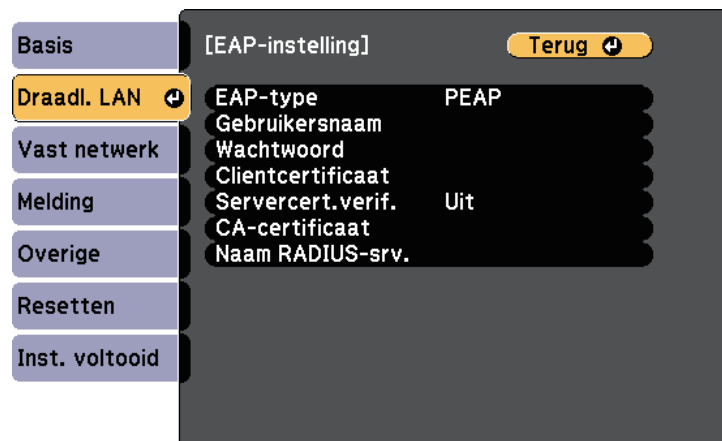 Basis
Draadl. LAN
Vast netwerk
Melding
Overige
Resetten
Inst. voltooid
[EAP-instelling] Terug
EAP-type PEAP
Gebruikersnaam
Wachtwoord
Clientcertificaat
Servercert.verif. Uit
CA-certificaat
Naam RADIUS-srv.